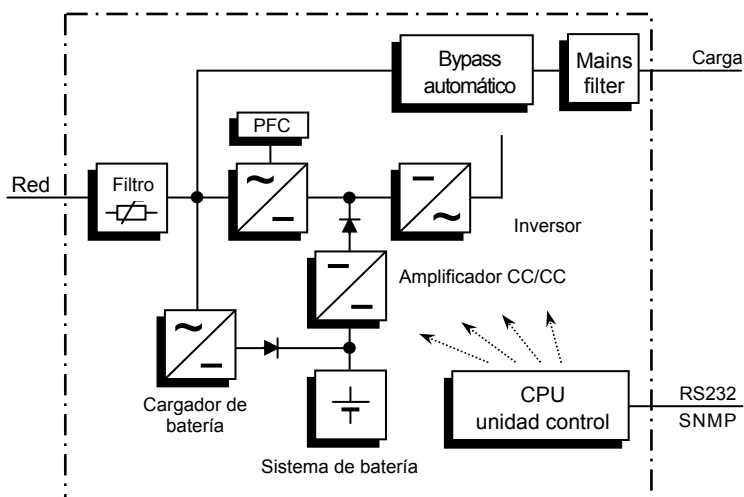 Bypass
automático
Mains
filter
Carga
PFC
Red
Filtro
Inversor
Amplificador CC/CC
Cargador de
batería
CPU
unidad control
RS232
SNMP
Sistema de batería